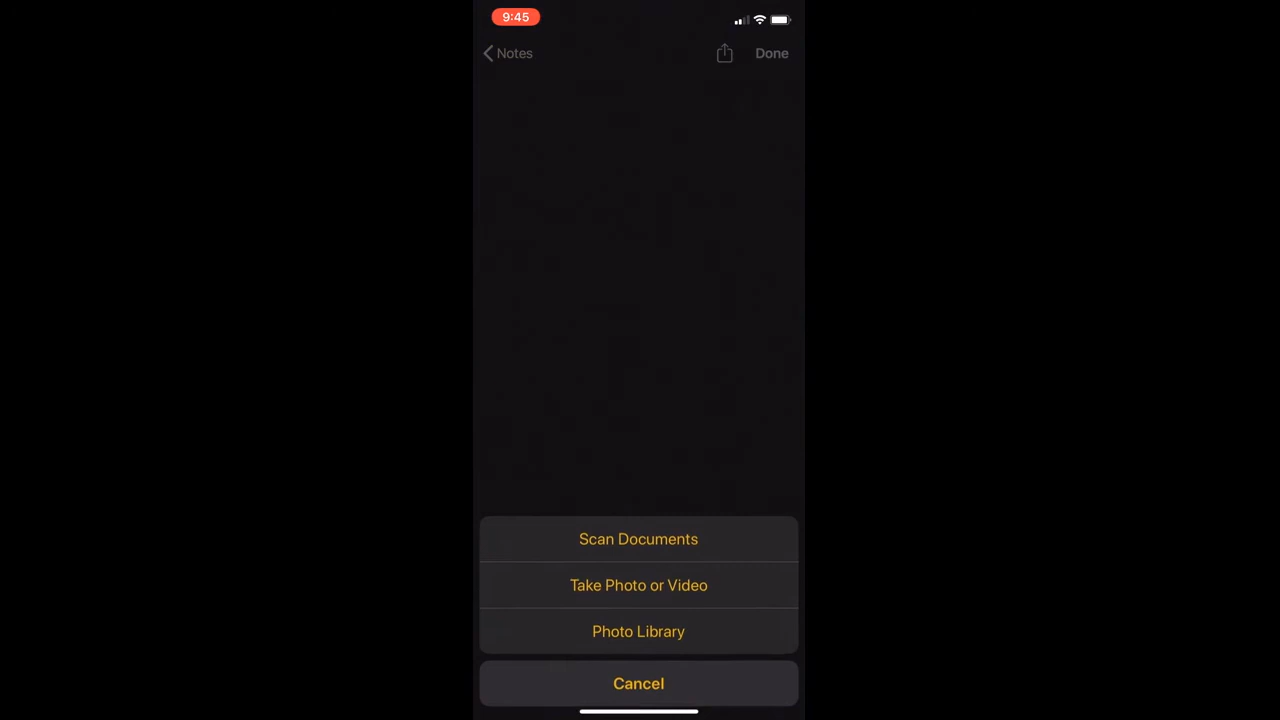 9:45
Notes
Done
Scan Documents
Take Photo or Video
Photo Library
Cancel